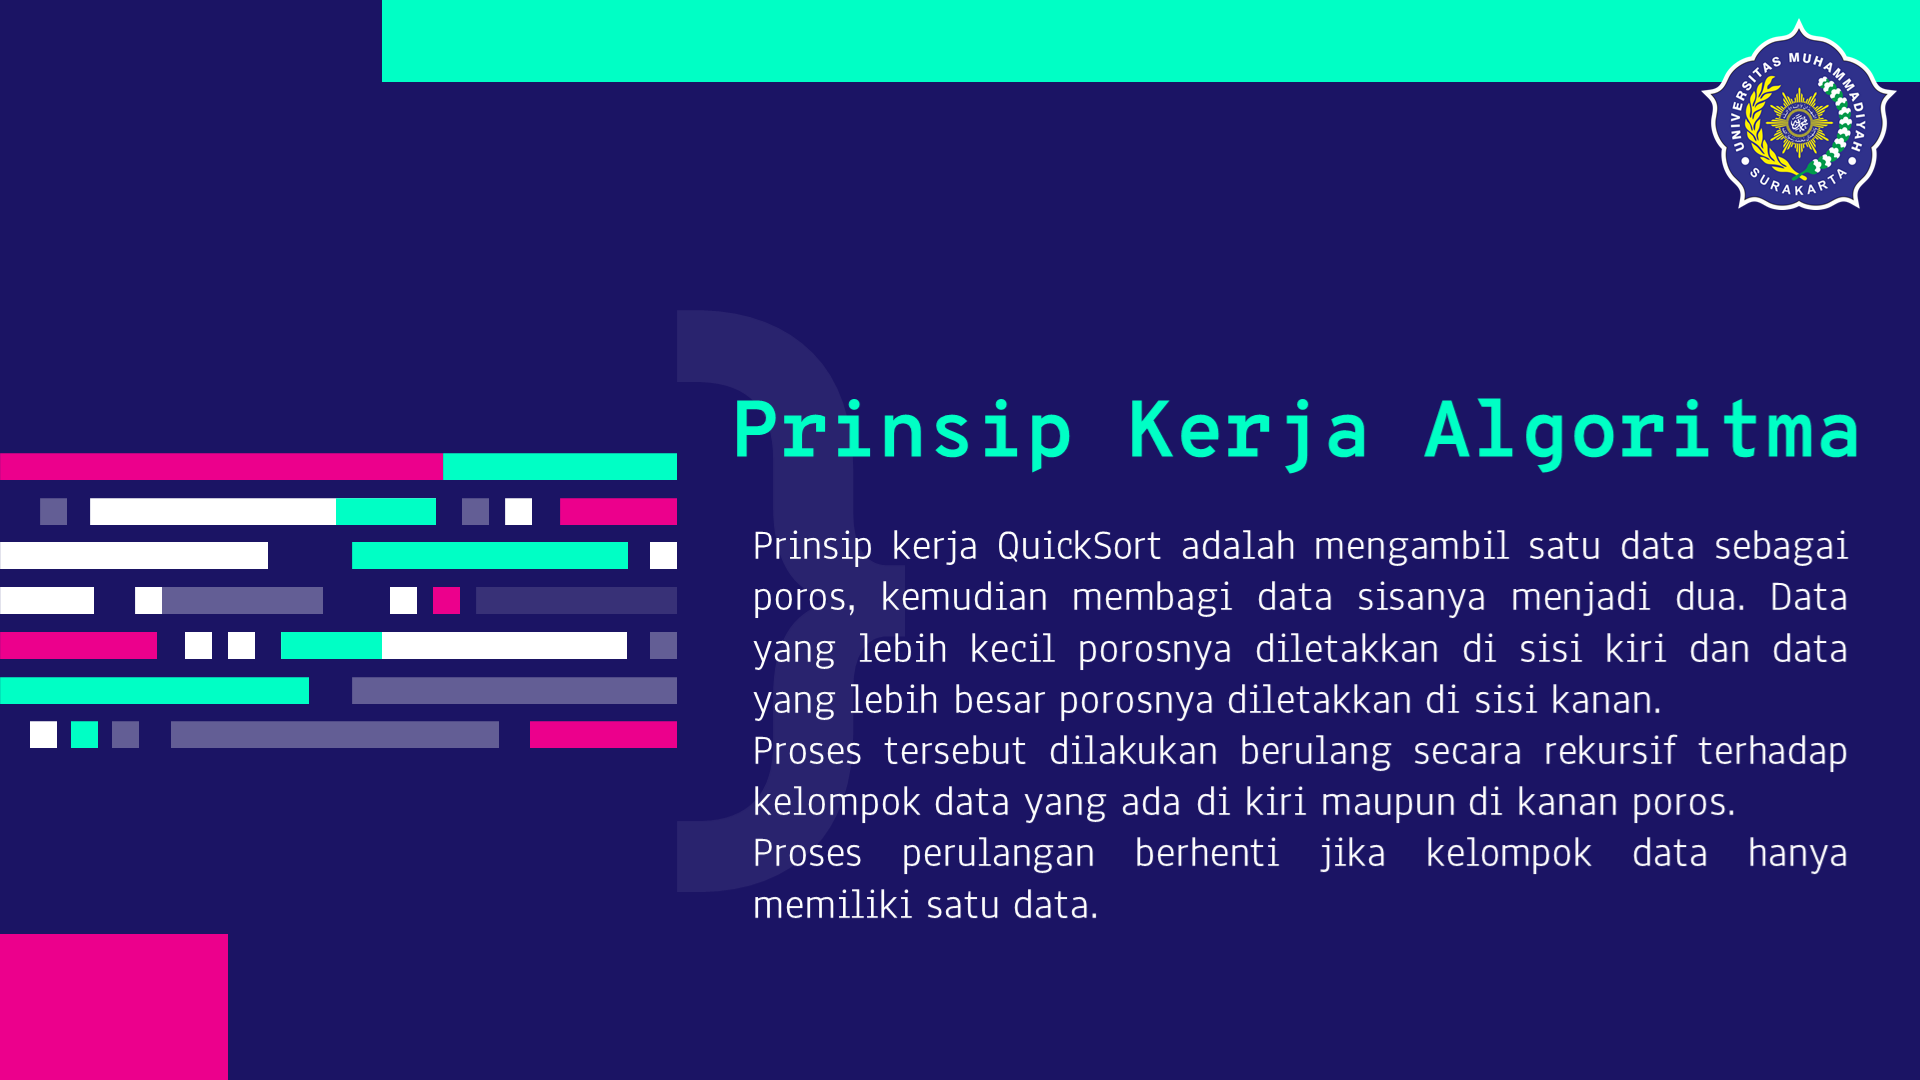 UNIVERSITAS MUHAMMADIYAH
SURAKARTA
Prinsip Kerja Algoritma
Prinsip kerja QuickSort adalah mengambil satu data sebagai
poros, kemudian membagi data sisanya menjadi dua. Data
yang lebih kecil porosnya diletakkan di sisi kiri dan data
yang lebih besar porosnya diletakkan di sisi kanan.
Proses tersebut dilakukan berulang secara rekursif terhadap
kelompok data yang ada di kiri maupun di kanan poros.
Proses perulangan berhenti jika kelompok data hanya
memiliki satu data.